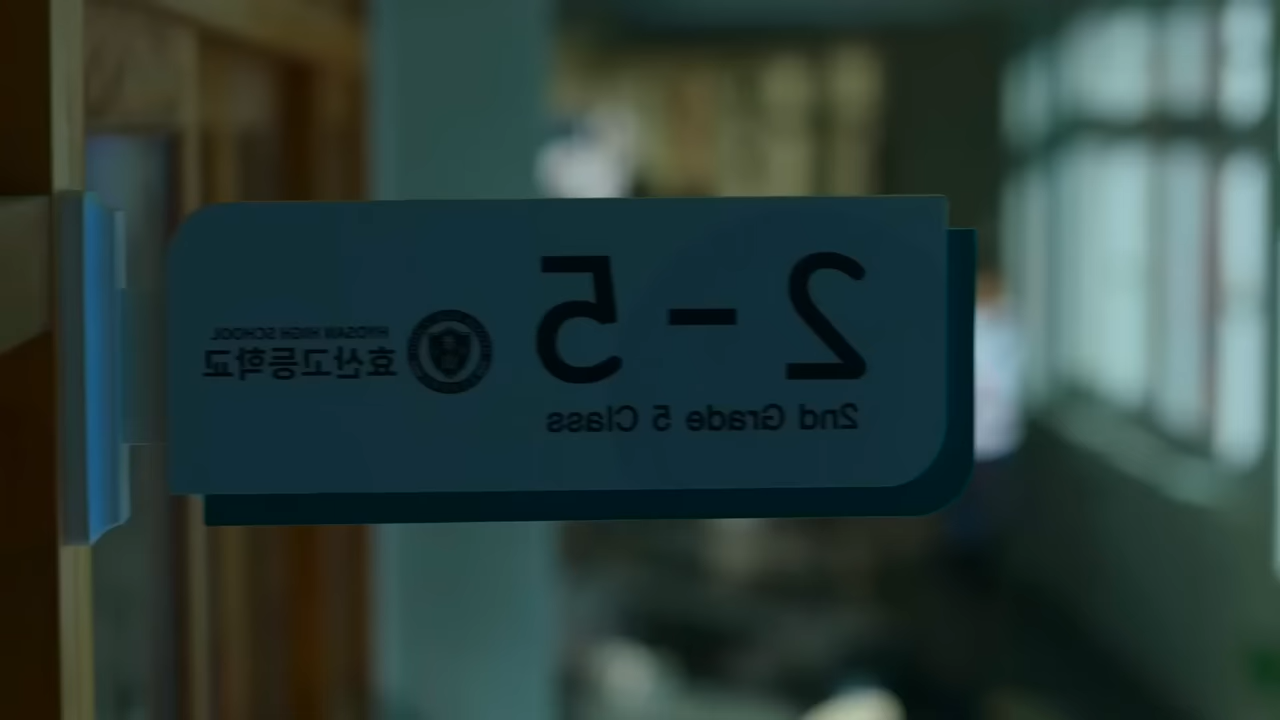 2 - 5
2nd Grade 5 Class
HYOSAN HIGH SCHOOL
효산고등학교